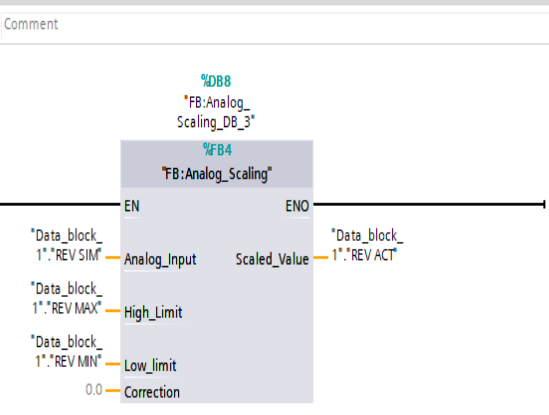 Comment
%DB8
"FB:Analog_
Scaling_DB_3"
%FB4
"FB:Analog_Scaling"
EN
ENO
"Data_block_
1"."REV SIM"
Analog_Input
Scaled_Value
"Data_block_
1"."REV ACT"
"Data_block_
1"."REV MAX"
High_Limit
"Data_block_
1"."REV MIN"
Low_limit
0.0
Correction